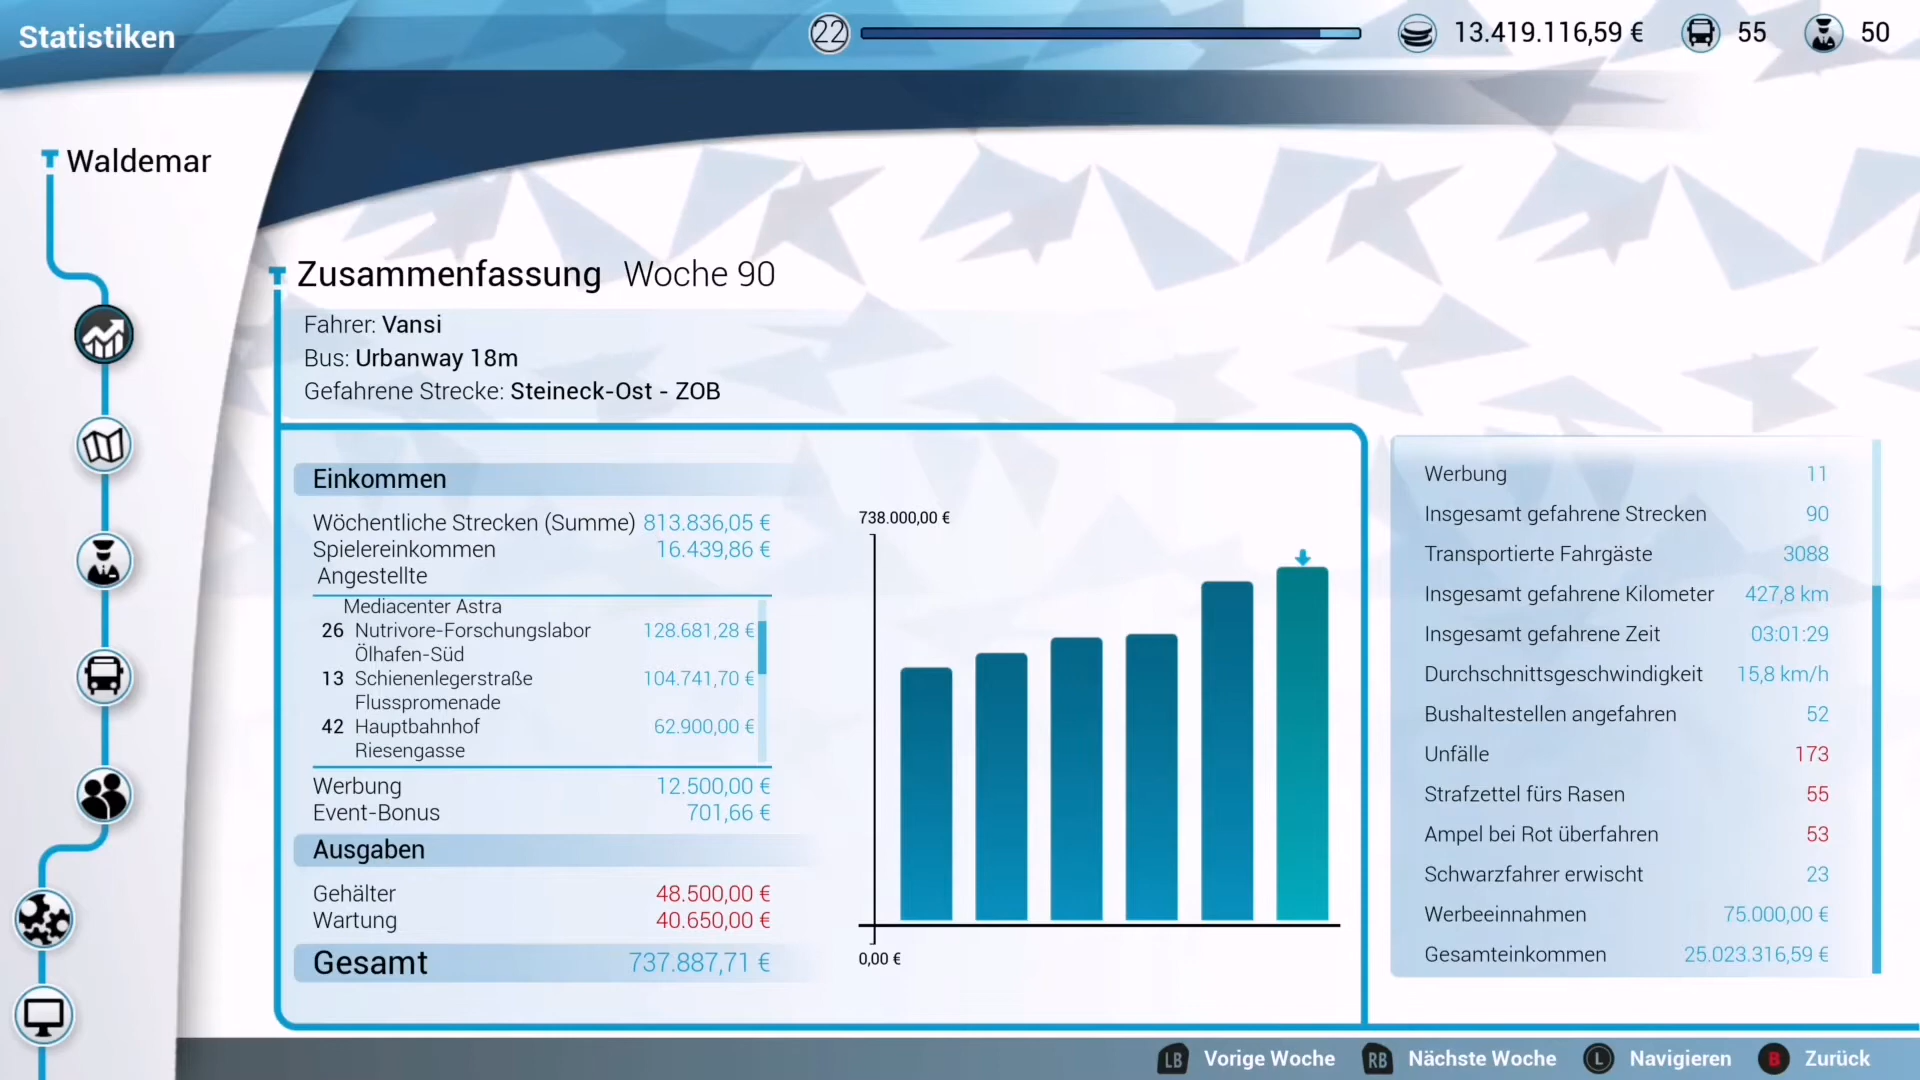 Statistiken
22
13.419.116,59 €
55
50
Waldemar
Zusammenfassung Woche 90
Fahrer: Vansi
Bus: Urbanway 18m
Gefahrene Strecke: Steineck-Ost - ZOB
Einkommen
Wöchentliche Strecken (Summe) 813.836,05 €
Spielereinkommen 16.439,86 €
Angestellte
Mediacenter Astra
26 Nutrivore-Forschungslabor 128.681,28 €
Ölhafen-Süd
13 Schienenlegerstraße 104.741,70 €
Flusspromenade
42 Hauptbahnhof 62.900,00 €
Riesengasse
Werbung 12.500,00 €
Event-Bonus 701,66 €
Ausgaben
Gehälter 48.500,00 €
Wartung 40.650,00 €
Gesamt 737.887,71 €
738.000,00 €
0,00 €
Werbung 11
Insgesamt gefahrene Strecken 90
Transportierte Fahrgäste 3088
Insgesamt gefahrene Kilometer 427,8 km
Insgesamt gefahrene Zeit 03:01:29
Durchschnittsgeschwindigkeit 15,8 km/h
Bushaltestellen angefahren 52
Unfälle 173
Strafzettel fürs Rasen 55
Ampel bei Rot überfahren 53
Schwarzfahrer erwischt 23
Werbeeinnahmen 75.000,00 €
Gesamteinkommen 25.023.316,59 €
LB Vorige Woche RB Nächste Woche L Navigieren B Zurück